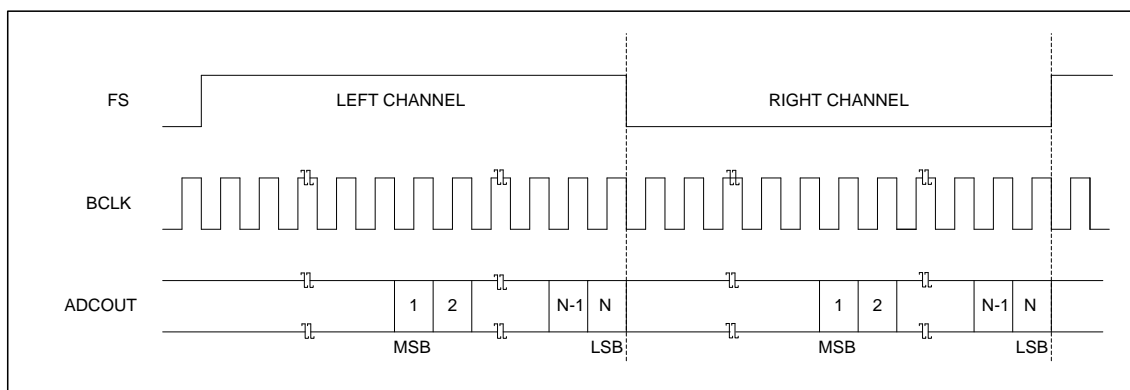 FS
LEFT CHANNEL
RIGHT CHANNEL
BCLK
ADCOUT
1
2
N-1
N
1
2
N-1
N
MSB
LSB
MSB
LSB